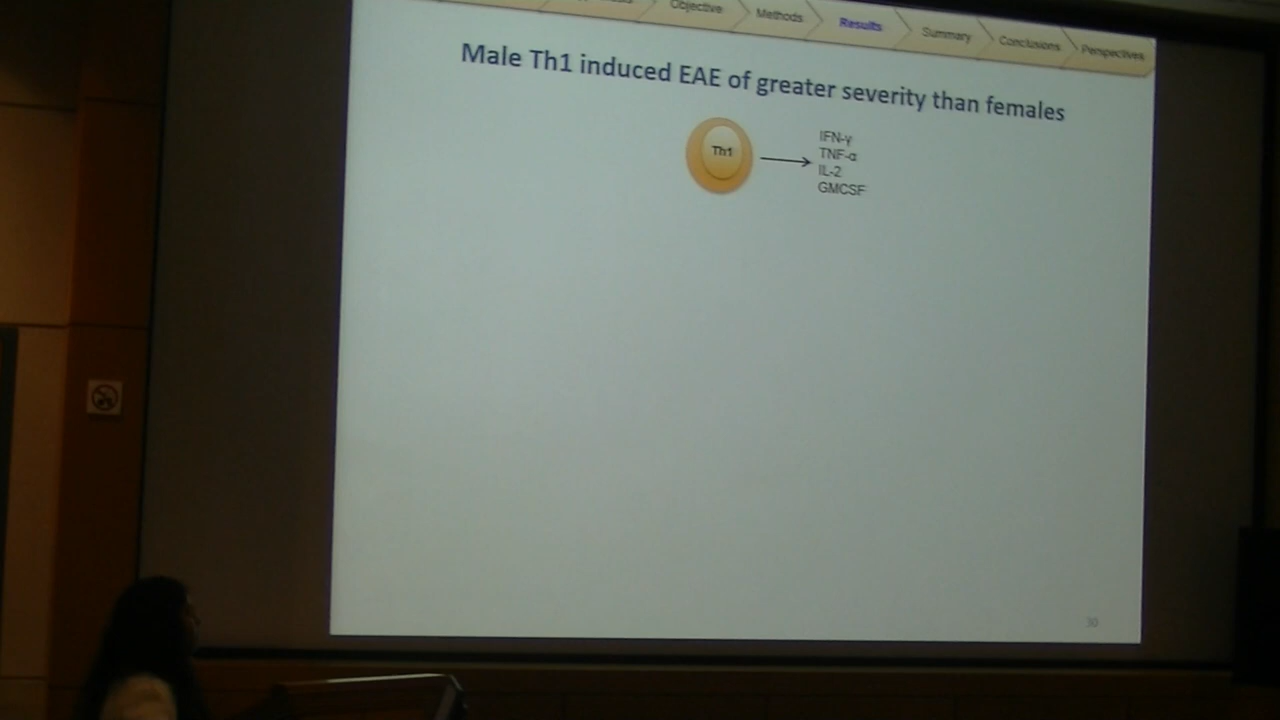 Objective
Methods
Results
Summary
Conclusions
Perspectives
Male Th1 induced EAE of greater severity than females
Th1
IFN-γ
TNF-α
IL-2
GMCSF
30